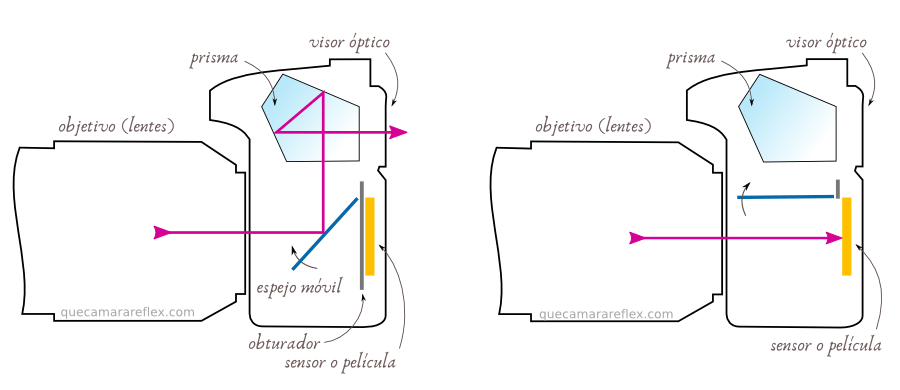 visor óptico
prisma
objetivo (lentes)
espejo móvil
quecamarareflex.com
obturador
sensor o película
visor óptico
prisma
objetivo (lentes)
quecamarareflex.com
sensor o película